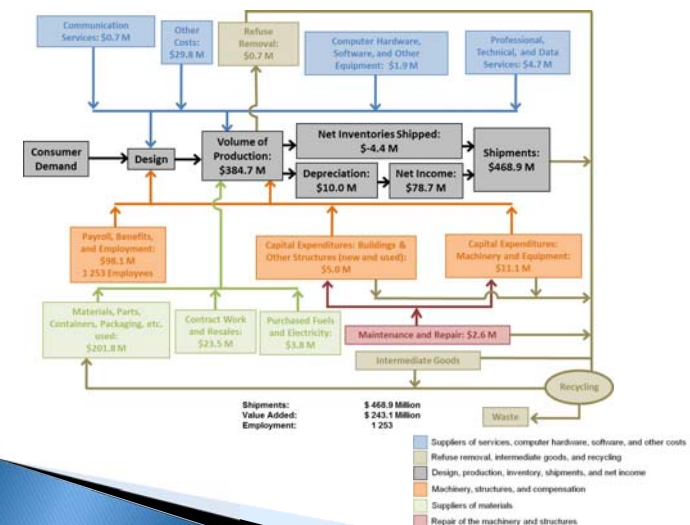 Communication
Services: $0.7 M
Other
Costs:
$29.8 M
Refuse
Removal:
$0.7 M
Computer Hardware,
Software, and Other
Equipment: $1.9 M
Professional,
Technical, and Data
Services: $4.7 M
Consumer
Demand
Design
Volume of
Production:
$384.7 M
Net Inventories Shipped:
$-4.4 M
Depreciation:
$10.0 M
Net Income:
$78.7 M
Shipments:
$468.9 M
Payroll, Benefits,
and Employment:
$98.1 M
1 253 Employees
Capital Expenditures: Buildings &
Other Structures (new and used):
$5.0 M
Capital Expenditures:
Machinery and Equipment:
$11.1 M
Materials, Parts,
Containers, Packaging, etc.
used:
$201.8 M
Contract Work
and Resales:
$23.5 M
Purchased Fuels
and Electricity:
$3.8 M
Maintenance and Repair: $2.6 M
Intermediate Goods
Recycling
Waste
Shipments: $ 468.9 Million
Value Added: $ 243.1 Million
Employment: 1 253
Suppliers of services, computer hardware, software, and other costs
Refuse removal, intermediate goods, and recycling
Design, production, inventory, shipments, and net income
Machinery, structures, and compensation
Suppliers of materials
Repair of the machinery and structures